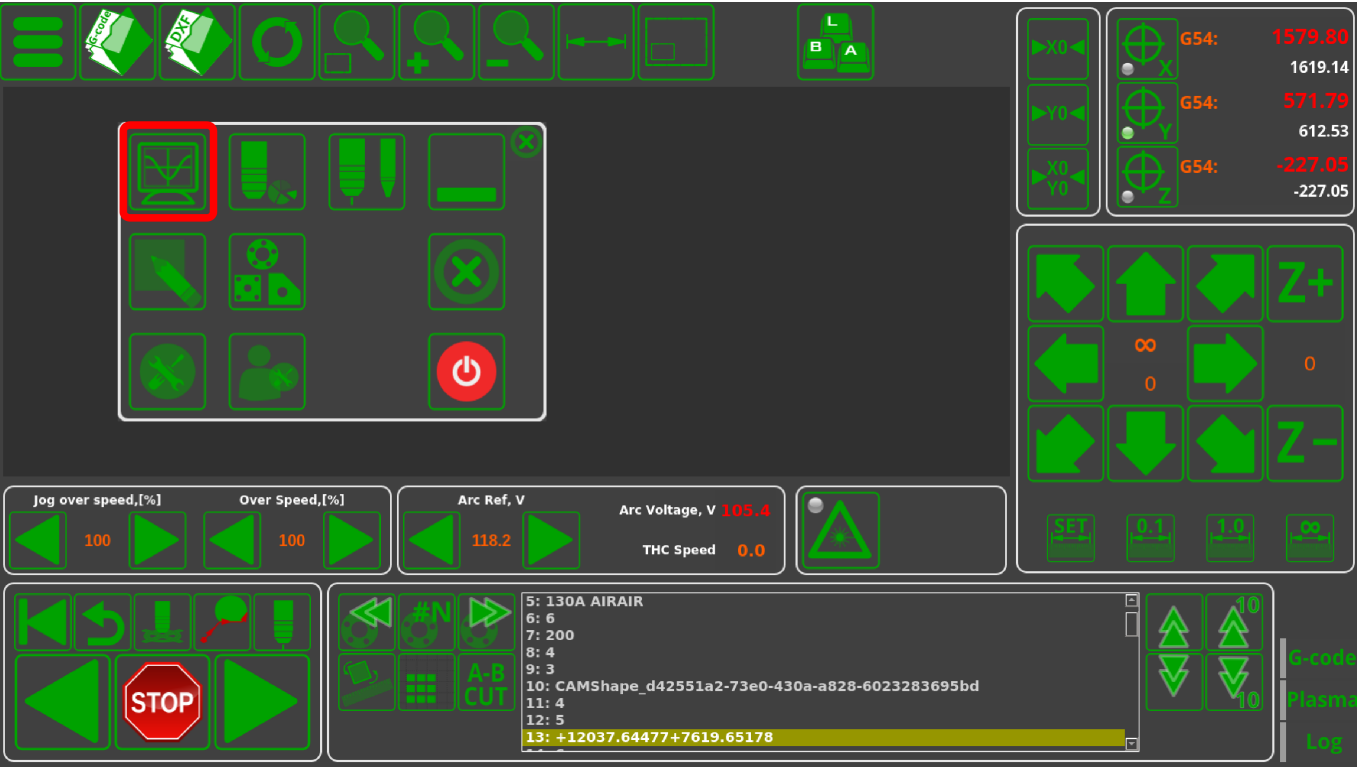 G-code
DXF
L
B
A
X0
Y0
X0
Y0
X
G54:
1579.80
1619.14
Y
G54:
571.79
612.53
Z
G54:
-227.05
-227.05
Z+
∞
0
0
Z-
SET
0.1
1.0
∞
Jog over speed,[%]
100
Over Speed,[%]
100
Arc Ref, V
118.2
Arc Voltage, V 105.4
THC Speed 0.0
STOP
#N
A-B
CUT
5: 130A AIRAIR
6: 6
7: 200
8: 4
9: 3
10: CAMShape_d42551a2-73e0-430a-a828-6023283695bd
11: 4
12: 5
13: +12037.64477+7619.65178
10
10
G-code
Plasma
Log